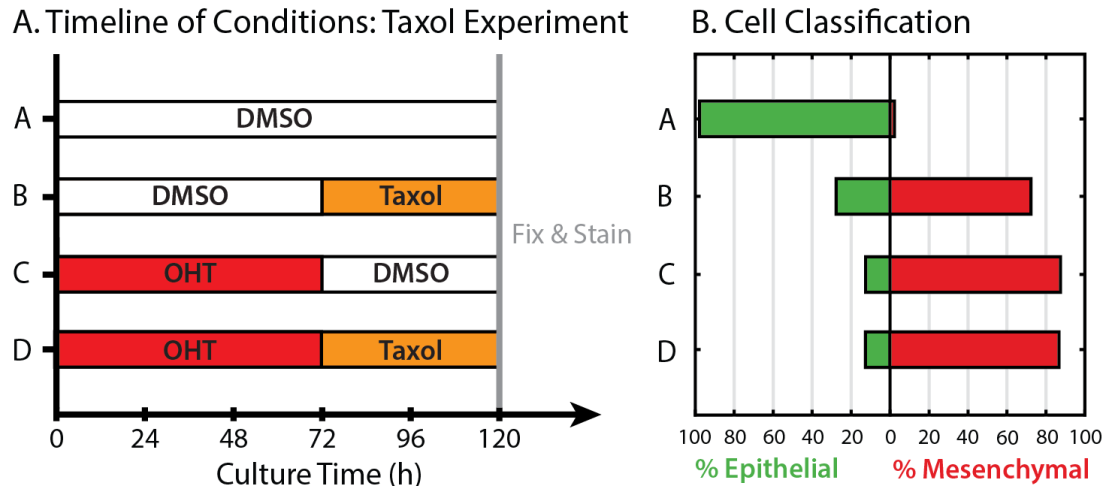 A. Timeline of Conditions: Taxol Experiment
A
DMSO
B
DMSO
Taxol
Fix & Stain
C
OHT
DMSO
D
OHT
Taxol
0
24
48
72
96
120
Culture Time (h)
B. Cell Classification
A
B
C
D
100
80
60
40
20
0
20
40
60
80
100
% Epithelial
% Mesenchymal